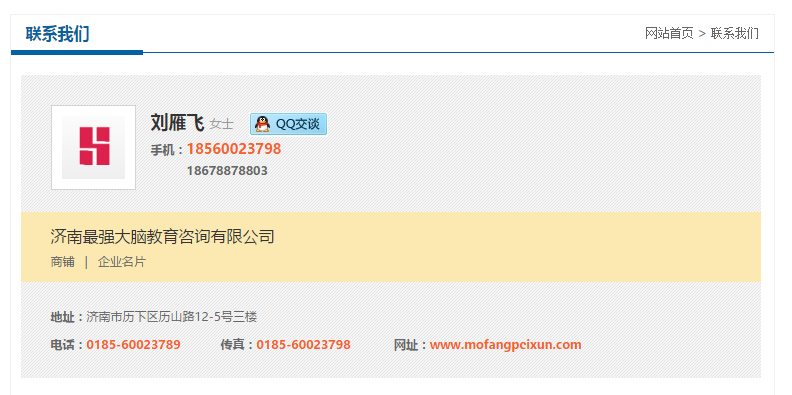 联系我们
网站首页 > 联系我们
刘雁飞 女士 QQ交谈
手机：18560023798
18678878803
济南最强大脑教育咨询有限公司
商铺 | 企业名片
地址：济南市历下区历山路12-5号三楼
电话：0185-60023789 传真：0185-60023798 网址：www.mofangpcixun.com